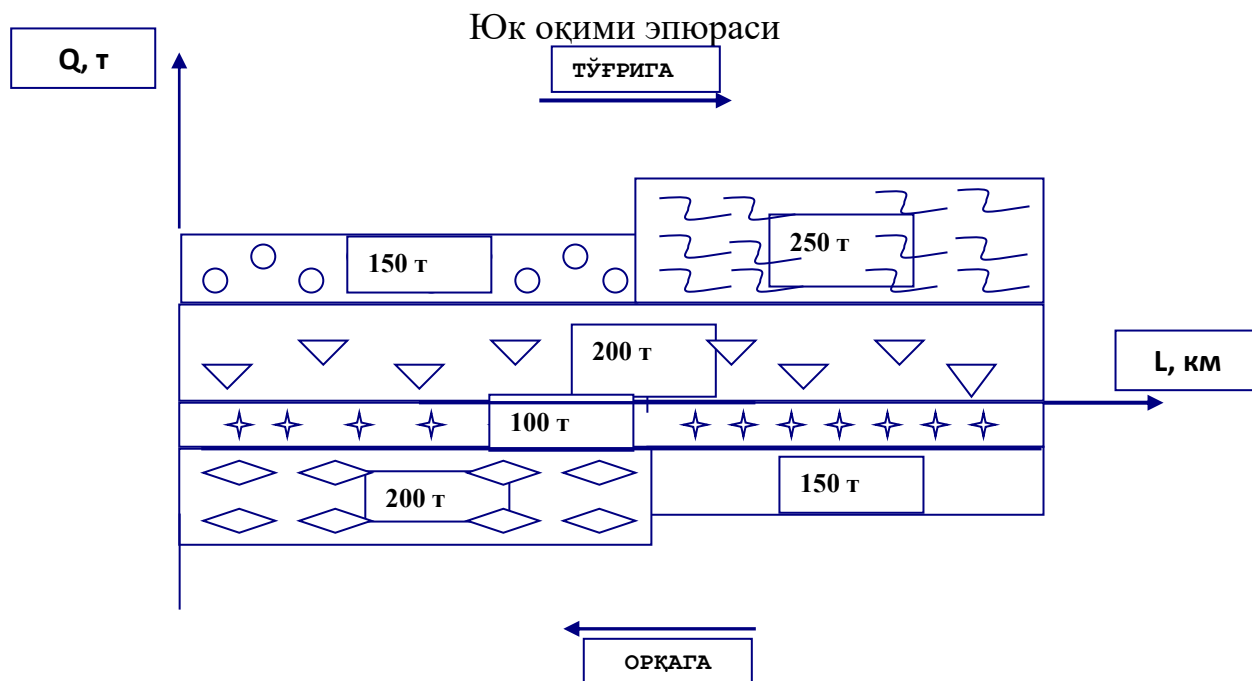 Юк оқими эпюраси
Q, т
ТЎҒРИГА
150 т
250 т
200 т
L, км
100 т
200 т
150 т
ОРҚАГА